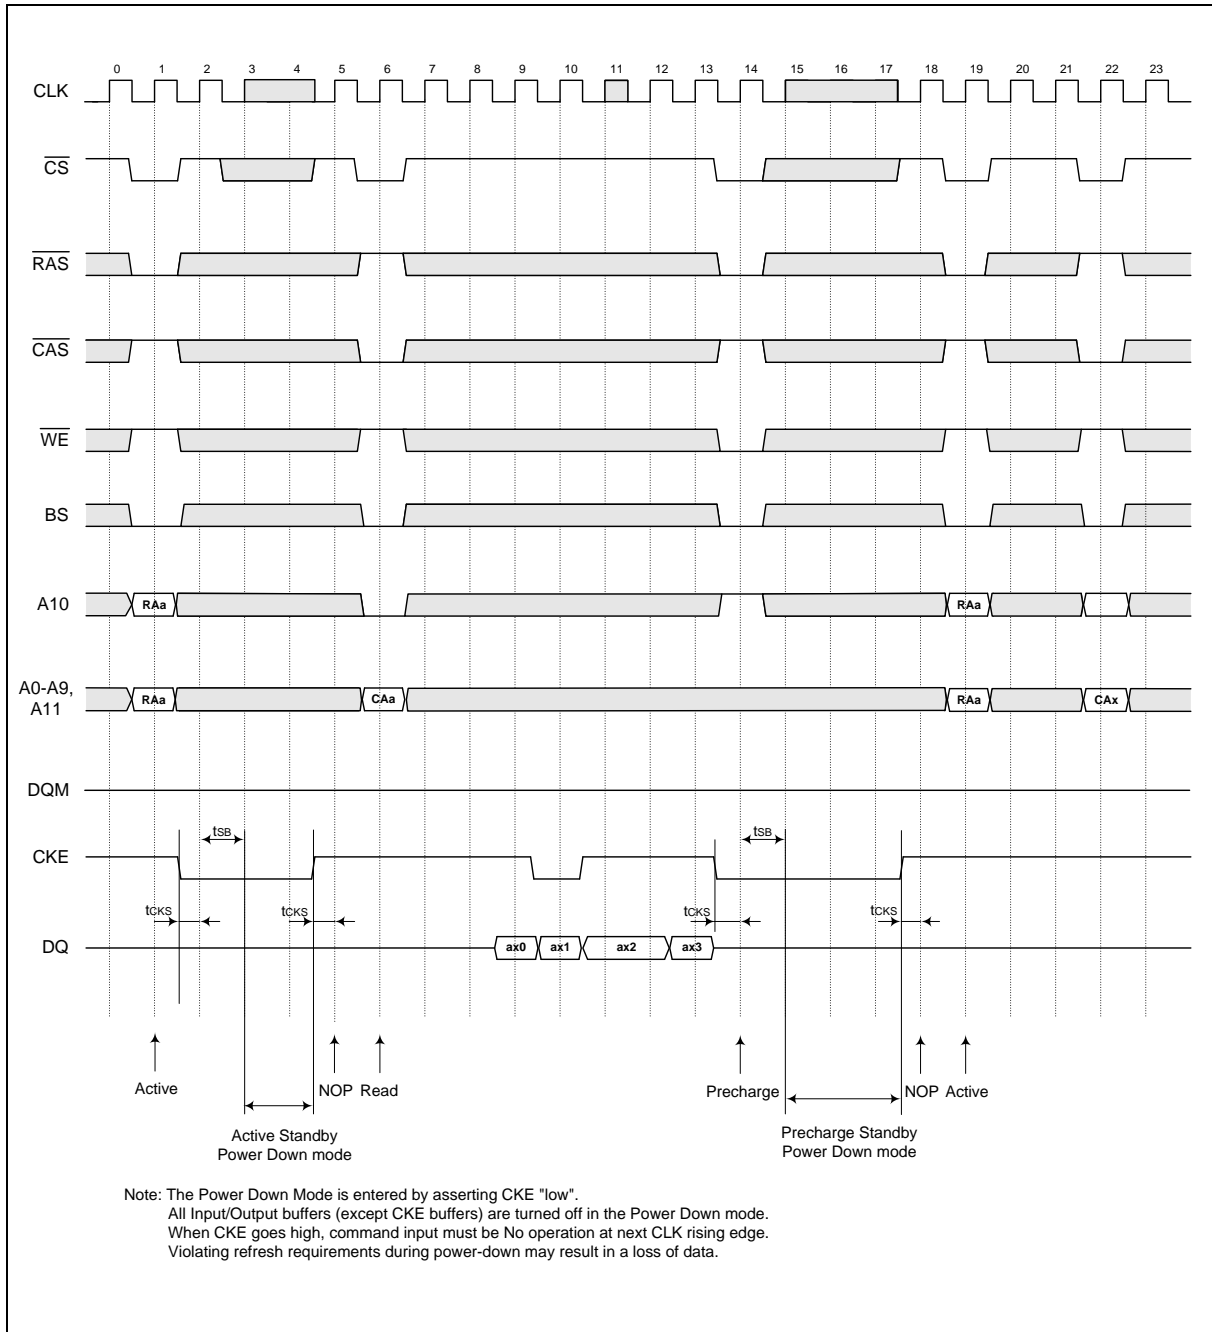 0 1 2 3 4 5 6 7 8 9 10 11 12 13 14 15 16 17 18 19 20 21 22 23
CLK
CS
RAS
CAS
WE
BS
A10 RAa RAa
A0-A9, A11 RAa CAa RAa CAx
DQM
tSB tSB
CKE
tCKS tCKS tCKS tCKS
DQ ax0 ax1 ax2 ax3
Active NOP Read Precharge NOP Active
Active Standby
Power Down mode
Precharge Standby
Power Down mode
Note: The Power Down Mode is entered by asserting CKE "low".
All Input/Output buffers (except CKE buffers) are turned off in the Power Down mode.
When CKE goes high, command input must be No operation at next CLK rising edge.
Violating refresh requirements during power-down may result in a loss of data.